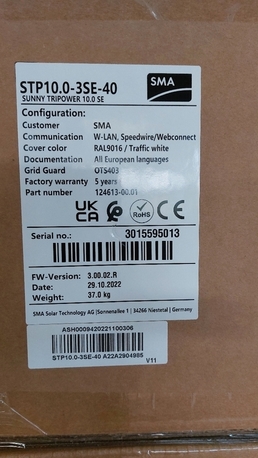 STP10.0-3SE-40
SUNNY TRIPOWER 10.0 SE
SMA
Configuration:
Customer SMA
Communication W-LAN, Speedwire/Webconnect
Cover color RAL9016 / Traffic white
Documentation All European languages
Grid Guard OTS403
Factory warranty 5 years
Part number 124613-00.01
UK
CA
RoHS
CE
Serial no.: 3015595013
FW-Version: 3.00.02.R
Date: 29.10.2022
Weight: 37.0 kg
SMA Solar Technology AG | Sonnenallee 1 | 34266 Niestetal | Germany
ASH0009420221100306
STP10.0-3SE-40 A22A2904985 V11